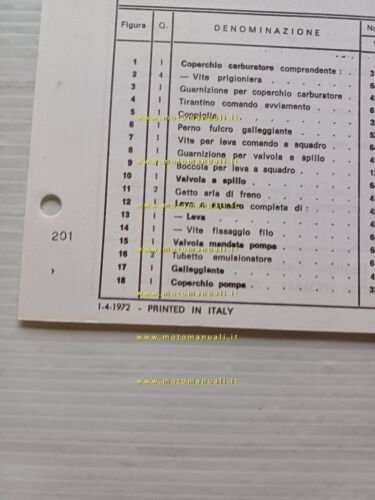 Figura Q. DENOMINAZIONE
1 1 Coperchio carburatore comprendente :
2 4 — Vite prigioniera . . . . .
3 1 Guarnizione per coperchio carburatore .
4 1 Tirantino comando avviamento . . .
www.motomanuali.it
5 1 Coppiglia . . . . .
6 1 Perno fulcro galleggiante . . . .
7 1 Vite per leva comando a squadro . .
8 1 Guarnizione per valvola a spillo . .
9 1 Boccola per leva a squadro . . . .
10 1 Valvola a spillo . . . . .
11 2 Getto aria di freno . . . . .
12 1 Leva a squadro completa di : . . .
www.motomanuali.it
13 1 — Leva . . . . .
14 1 — Vite fissaggio filo . . . . .
201
15 1 Valvola mandata pompa . . . .
www.motomanuali.it
16 2 Tubetto emulsionatore . . . . .
17 1 Galleggiante . . . . .
18 1 Coperchio pompa . . . . .
1-4-1972 - PRINTED IN ITALY
www.motomanuali.it
www.motomanuali.it